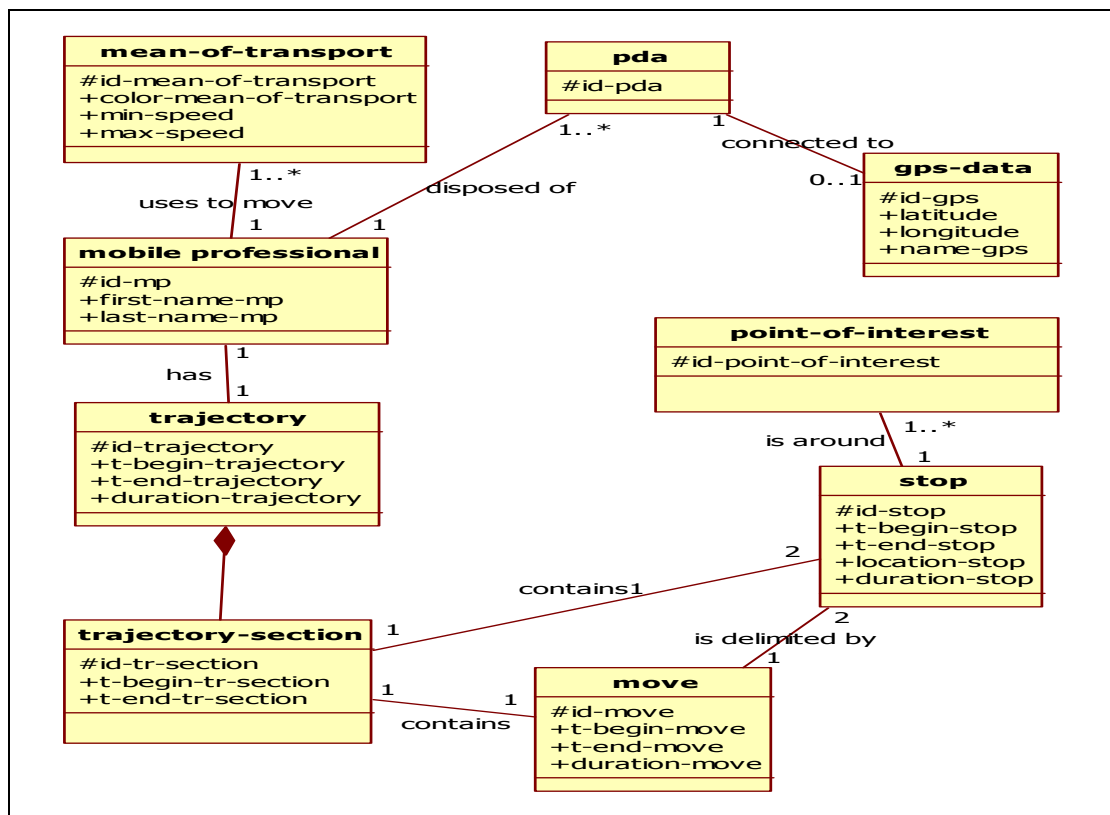 mean-of-transport
#id-mean-of-transport
+color-mean-of-transport
+min-speed
+max-speed
pda
#id-pda
1..*
1
connected to
0..1
gps-data
#id-gps
+latitude
+longitude
+name-gps
1..*
uses to move
1
disposed of
1
mobile professional
#id-mp
+first-name-mp
+last-name-mp
1
has
1
point-of-interest
#id-point-of-interest
1..*
is around
1
trajectory
#id-trajectory
+t-begin-trajectory
+t-end-trajectory
+duration-trajectory
stop
#id-stop
+t-begin-stop
+t-end-stop
+location-stop
+duration-stop
2
contains1
1
2
is delimited by
1
trajectory-section
#id-tr-section
+t-begin-tr-section
+t-end-tr-section
1
contains
1
move
#id-move
+t-begin-move
+t-end-move
+duration-move